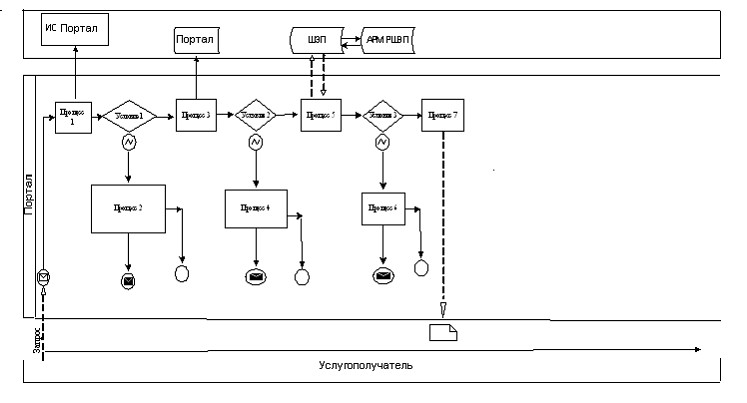 ИС Портал
Портал
ШЭП
АРМ РШЭП
Процесс
1
Условие 1
Процесс 3
Условие 2
Процесс 5
Условие 3
Процесс 7
Процесс 2
Процесс 4
Процесс 6
Портал
Запрос
Услугополучатель